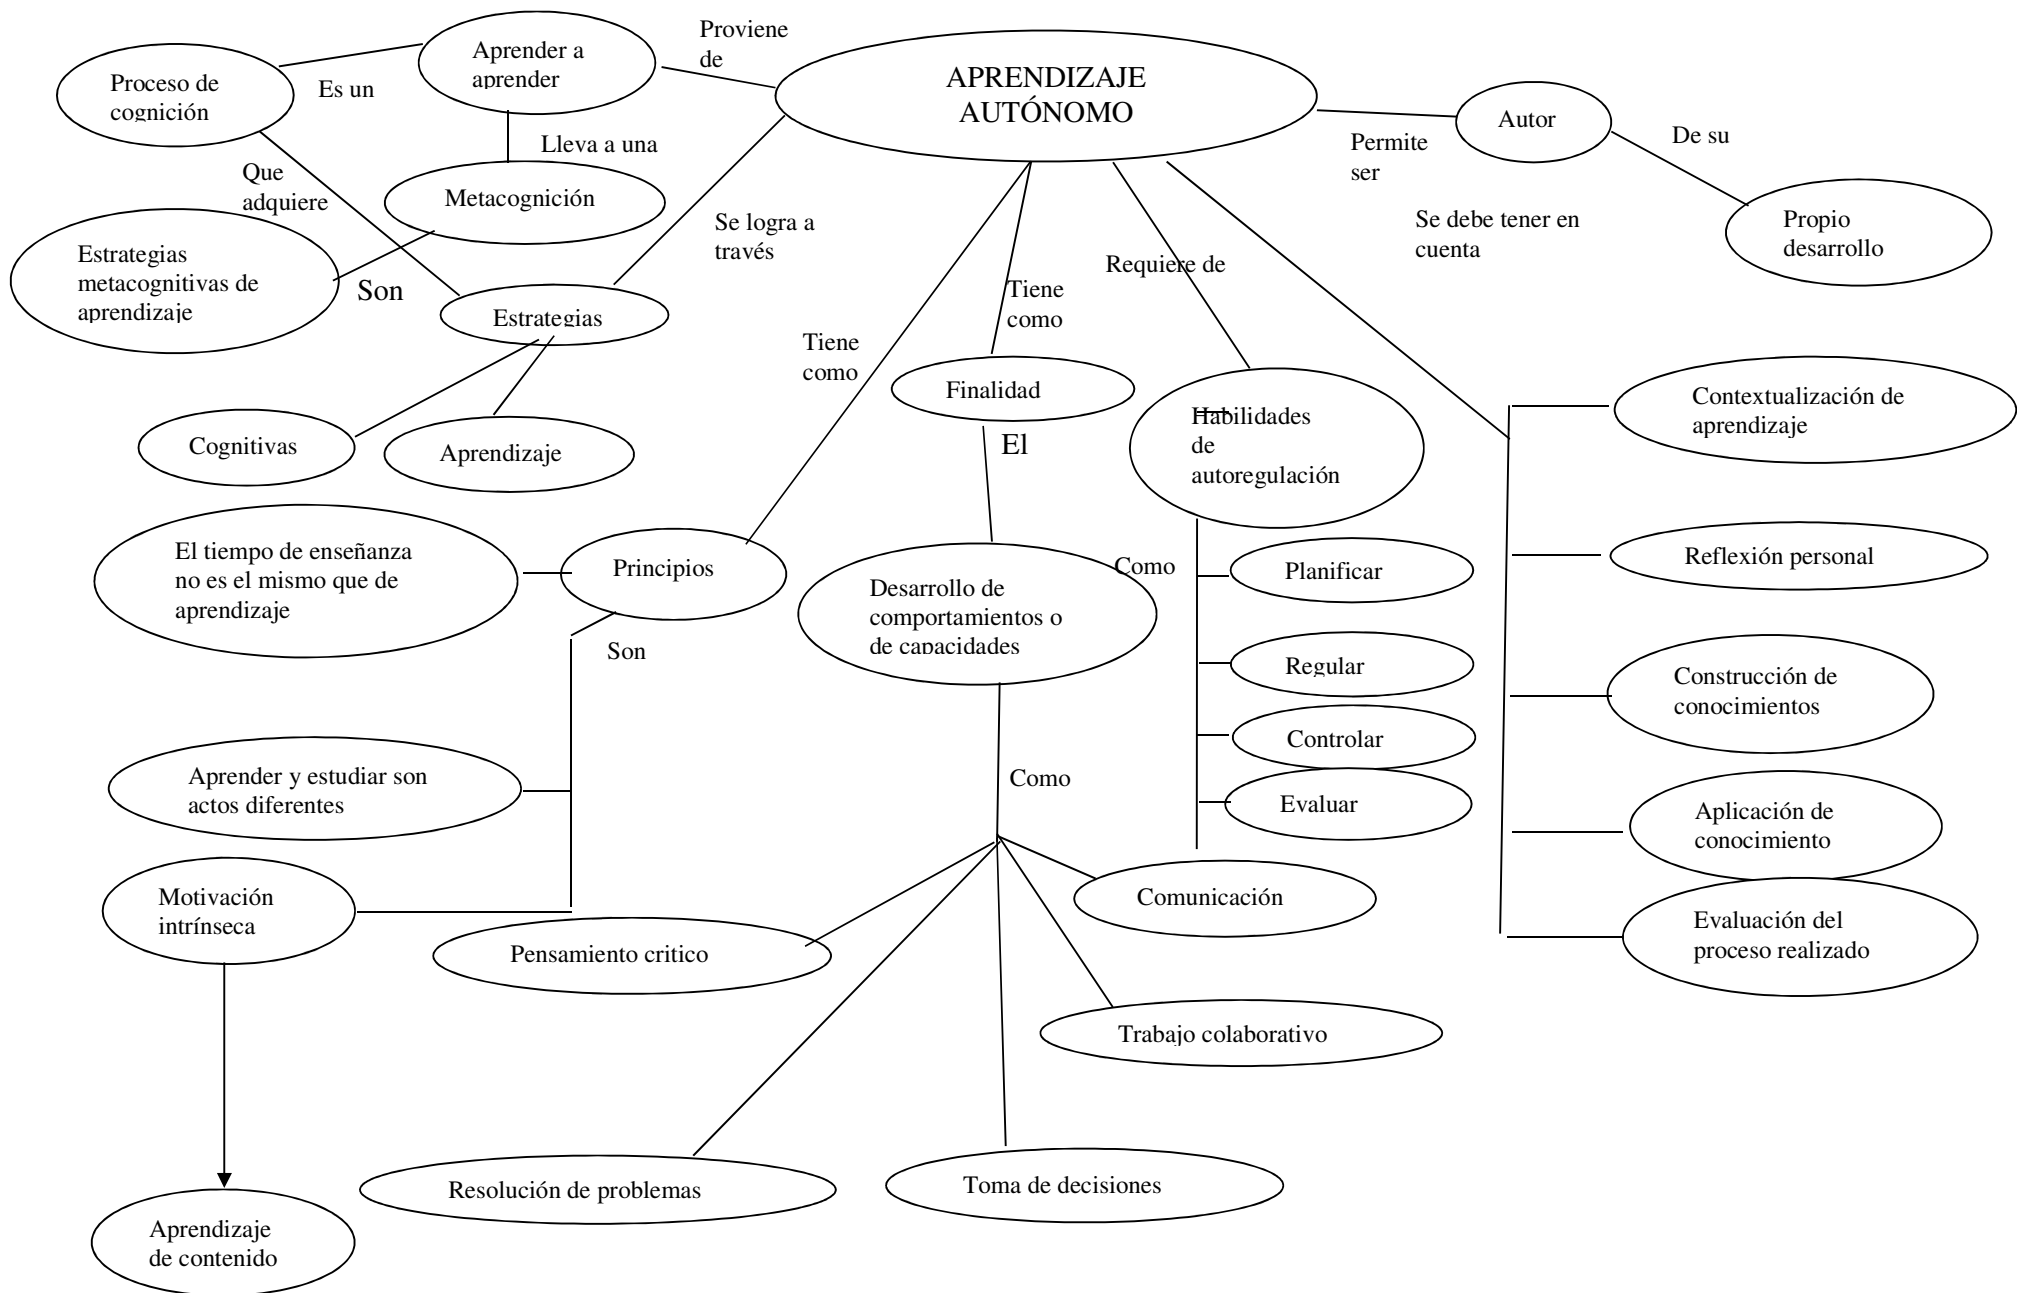 Proviene
de
Aprender a
aprender
APRENDIZAJE
AUTÓNOMO
Proceso de
cognición
Es un
Autor
De su
Permite
ser
Lleva a una
Que
adquiere
Metacognición
Se logra a
través
Se debe tener en
cuenta
Propio
desarrollo
Estrategias
metacognitivas de
aprendizaje
Son
Requiere de
Tiene
como
Estrategias
Tiene
como
Finalidad
El
Habilidades
de
autoregulación
Contextualización de
aprendizaje
Cognitivas
Aprendizaje
El tiempo de enseñanza
no es el mismo que de
aprendizaje
Principios
Son
Desarrollo de
comportamientos o
de capacidades
Como
Planificar
Reflexión personal
Regular
Construcción de
conocimientos
Controlar
Aprender y estudiar son
actos diferentes
Como
Evaluar
Aplicación de
conocimiento
Motivación
intrínseca
Comunicación
Evaluación del
proceso realizado
Pensamiento critico
Trabajo colaborativo
Resolución de problemas
Toma de decisiones
Aprendizaje
de contenido